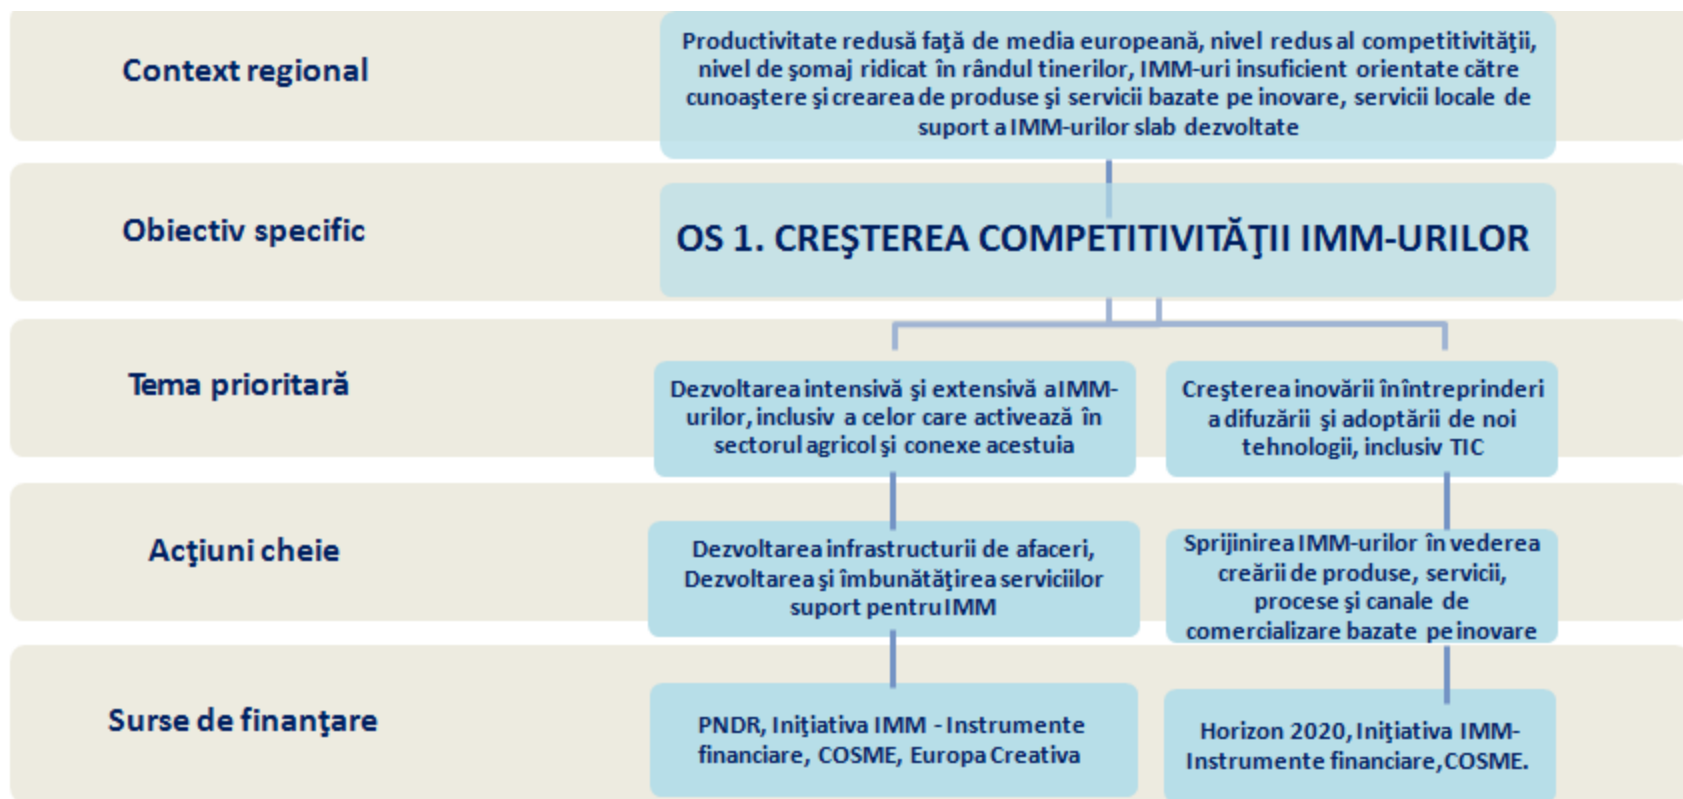 Context regional
Productivitate redusă faţă de media europeană, nivel redus al competitivităţii,
nivel de şomaj ridicat în rândul tinerilor, IMM-uri insuficient orientate către
cunoaştere şi crearea de produse şi servicii bazate pe inovare, servicii locale de
suport a IMM-urilor slab dezvoltate
Obiectiv specific
OS 1. CREŞTEREA COMPETITIVITĂŢII IMM-URILOR
Tema prioritară
Dezvoltarea intensivă şi extensivă a IMM-
urilor, inclusiv a celor care activează în
sectorul agricol şi conexe acestuia
Creşterea inovării în întreprinderi
a difuzării şi adoptării de noi
tehnologii, inclusiv TIC
Acţiuni cheie
Dezvoltarea infrastructurii de afaceri,
Dezvoltarea şi îmbunătăţirea serviciilor
suport pentru IMM
Sprijinirea IMM-urilor în vederea
creării de produse, servicii,
procese şi canale de
comercializare bazate pe inovare
Surse de finanţare
PNDR, Iniţiativa IMM - Instrumente
financiare, COSME, Europa Creativa
Horizon 2020, Iniţiativa IMM-
Instrumente financiare, COSME.